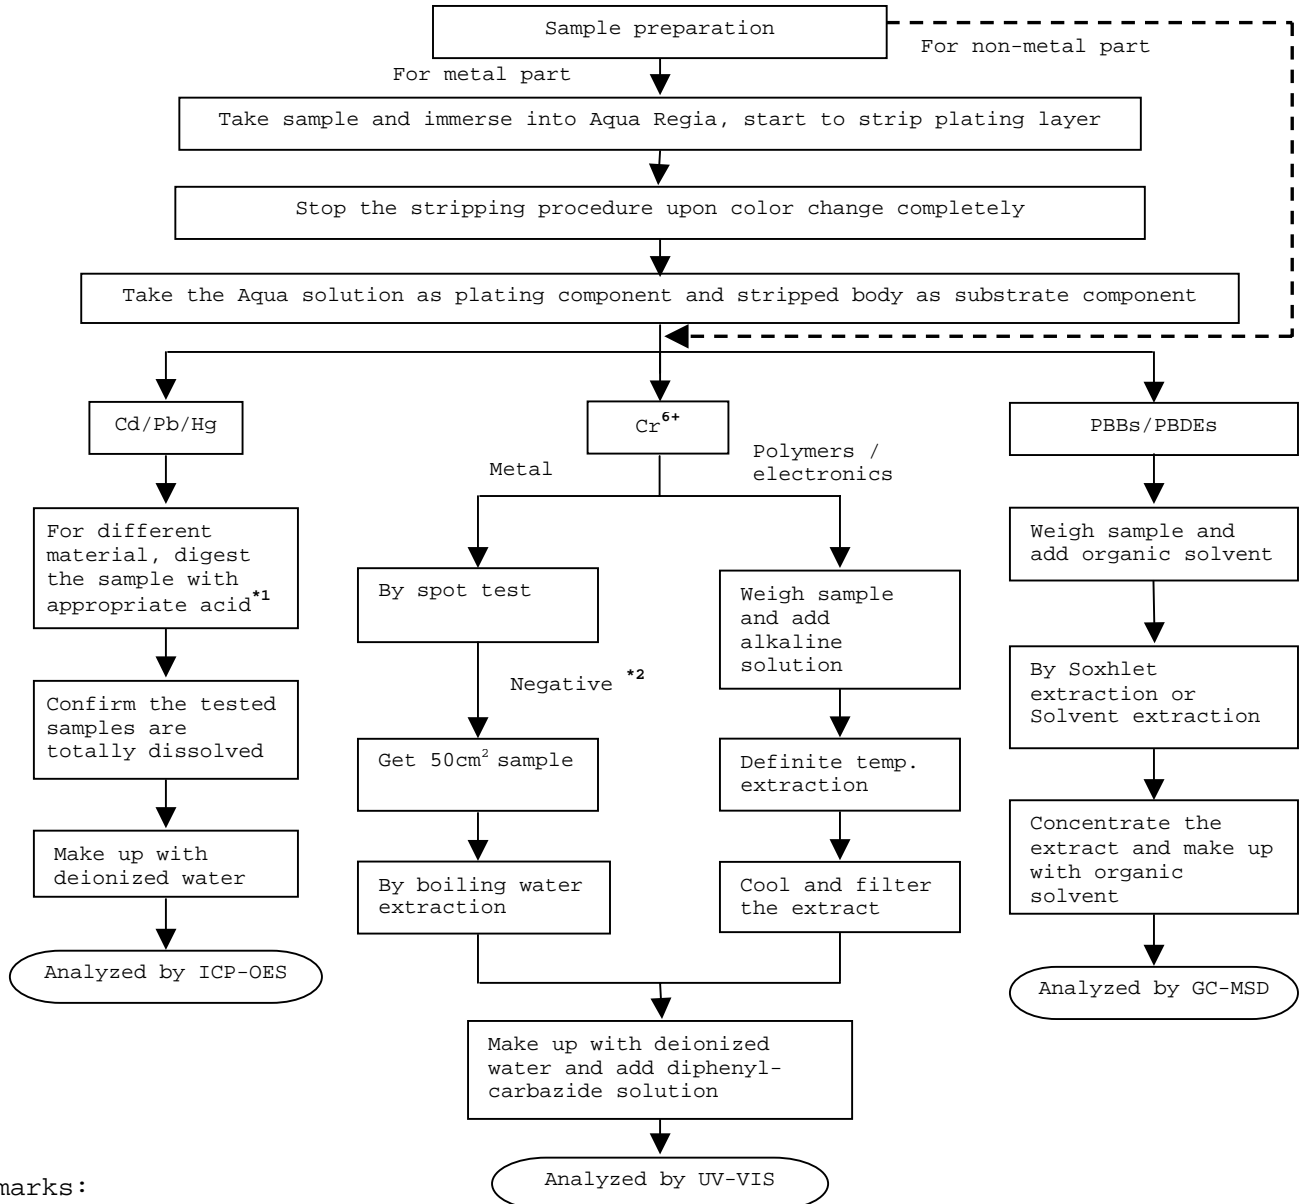 Sample preparation
For non-metal part
For metal part
Take sample and immerse into Aqua Regia, start to strip plating layer
Stop the stripping procedure upon color change completely
Take the Aqua solution as plating component and stripped body as substrate component
Cd/Pb/Hg
Cr6+
PBBs/PBDEs
Metal
Polymers /
electronics
For different
material, digest
the sample with
appropriate acid*1
By spot test
Weigh sample
and add
alkaline
solution
Weigh sample and
add organic solvent
Negative *2
Confirm the tested
samples are
totally dissolved
Get 50cm2 sample
Definite temp.
extraction
By Soxhlet
extraction or
Solvent extraction
Make up with
deionized water
By boiling water
extraction
Cool and filter
the extract
Concentrate the
extract and make up
with organic
solvent
Analyzed by ICP-OES
Analyzed by GC-MSD
Make up with deionized
water and add diphenyl-
carbazide solution
Analyzed by UV-VIS
marks: